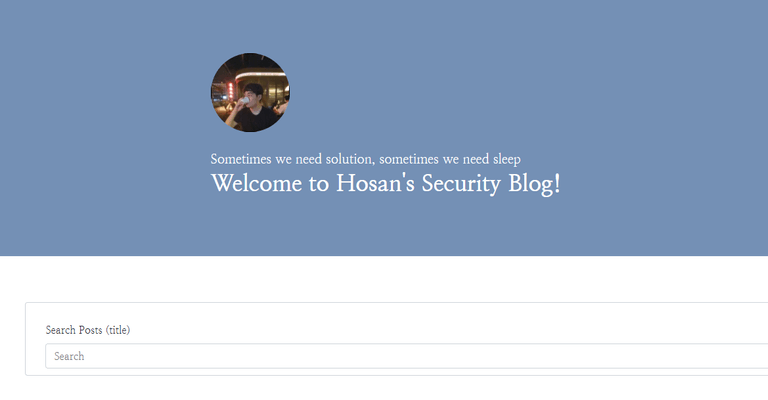 Sometimes we need solution, sometimes we need sleep
Welcome to Hosan's Security Blog!
Search Posts (title)
Search